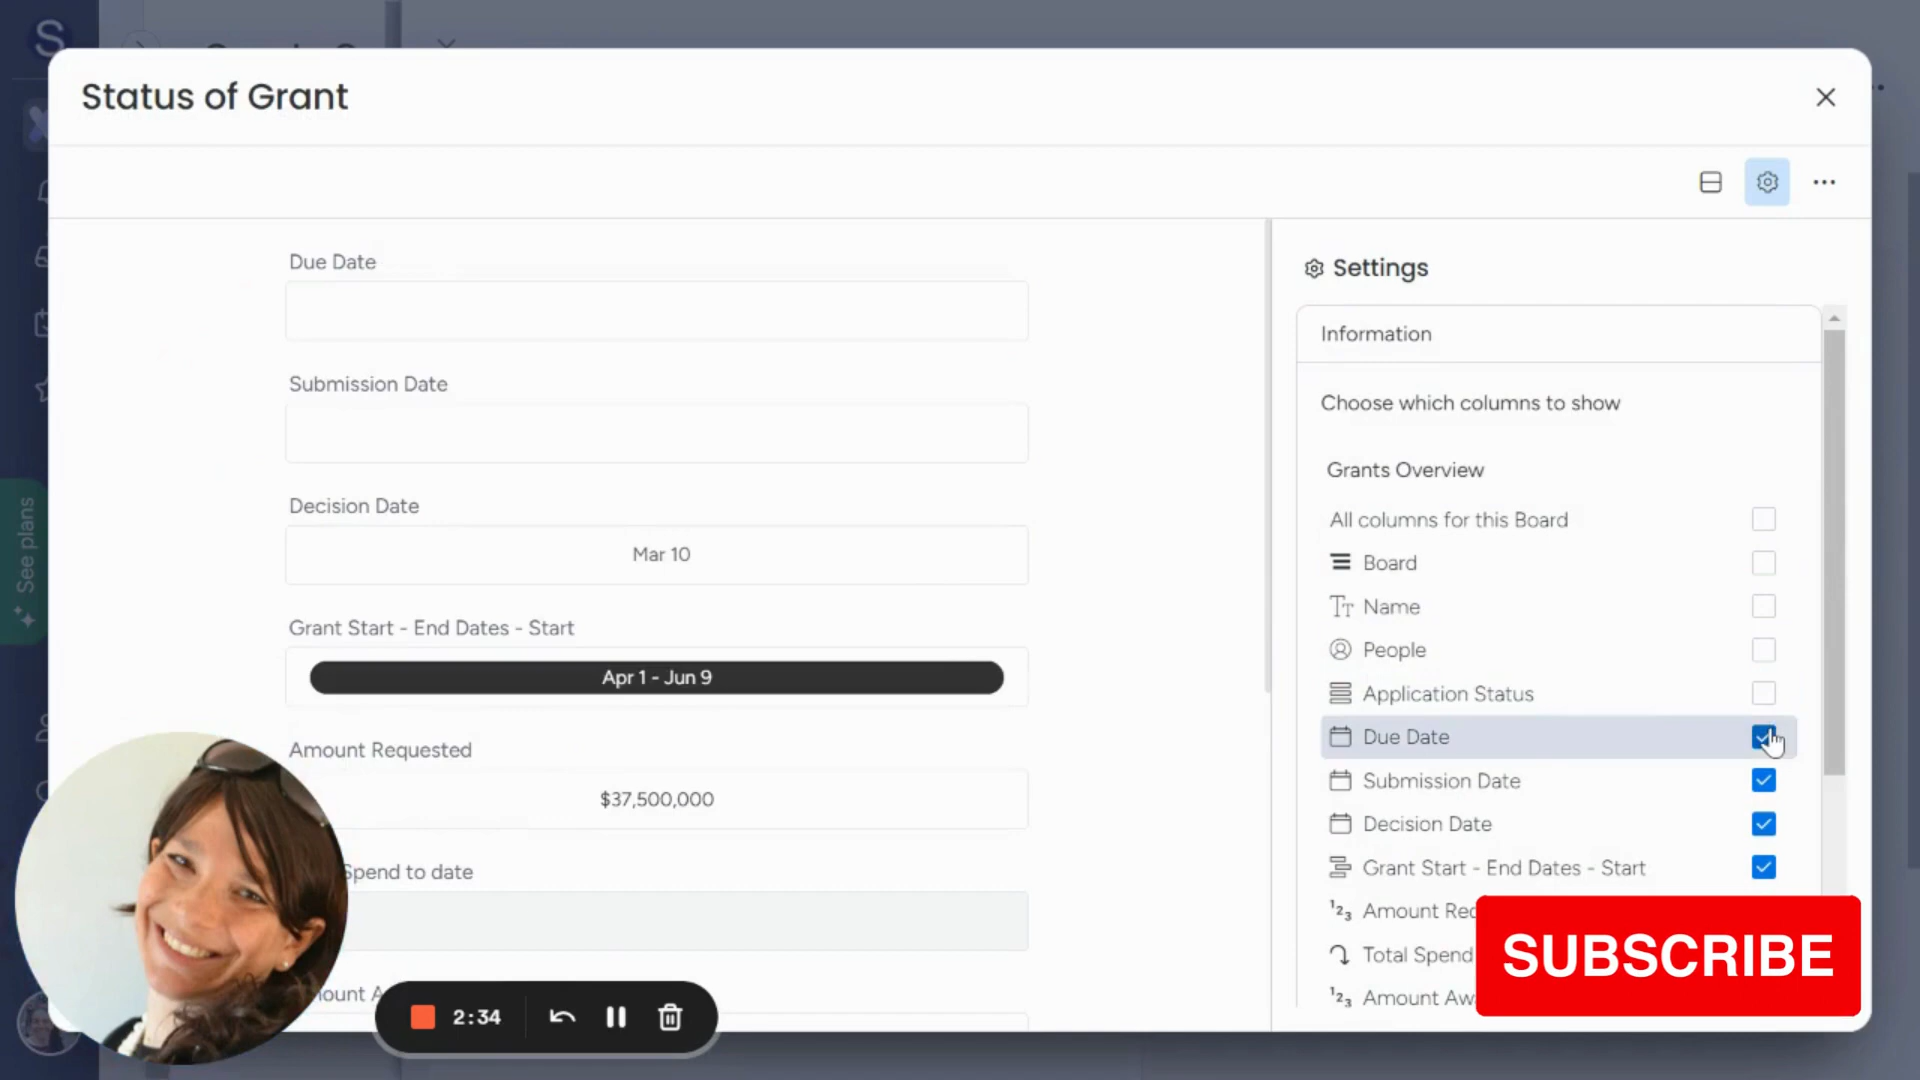 S
Status of Grant
Due Date
Submission Date
Decision Date
Mar 10
Grant Start - End Dates - Start
Apr 1 - Jun 9
Amount Requested
$37,500,000
Spend to date
See plans
2:34
Settings
Information
Choose which columns to show
Grants Overview
All columns for this Board
Board
Name
People
Application Status
Due Date
Submission Date
Decision Date
Grant Start - End Dates - Start
Amount
Total Spend
Amount
SUBSCRIBE